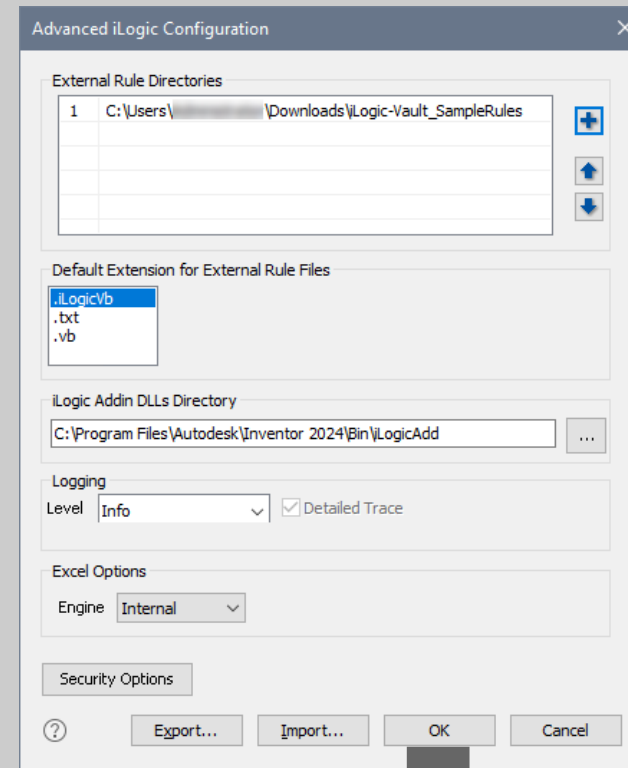 Advanced iLogic Configuration
External Rule Directories
1 C:\Users\ \Downloads\iLogic-Vault_SampleRules
Default Extension for External Rule Files
.iLogicVb
.txt
.vb
iLogic Addin DLLs Directory
C:\Program Files\Autodesk\Inventor 2024\Bin\iLogicAdd
...
Logging
Level Info Detailed Trace
Excel Options
Engine Internal
Security Options
? Export... Import... OK Cancel